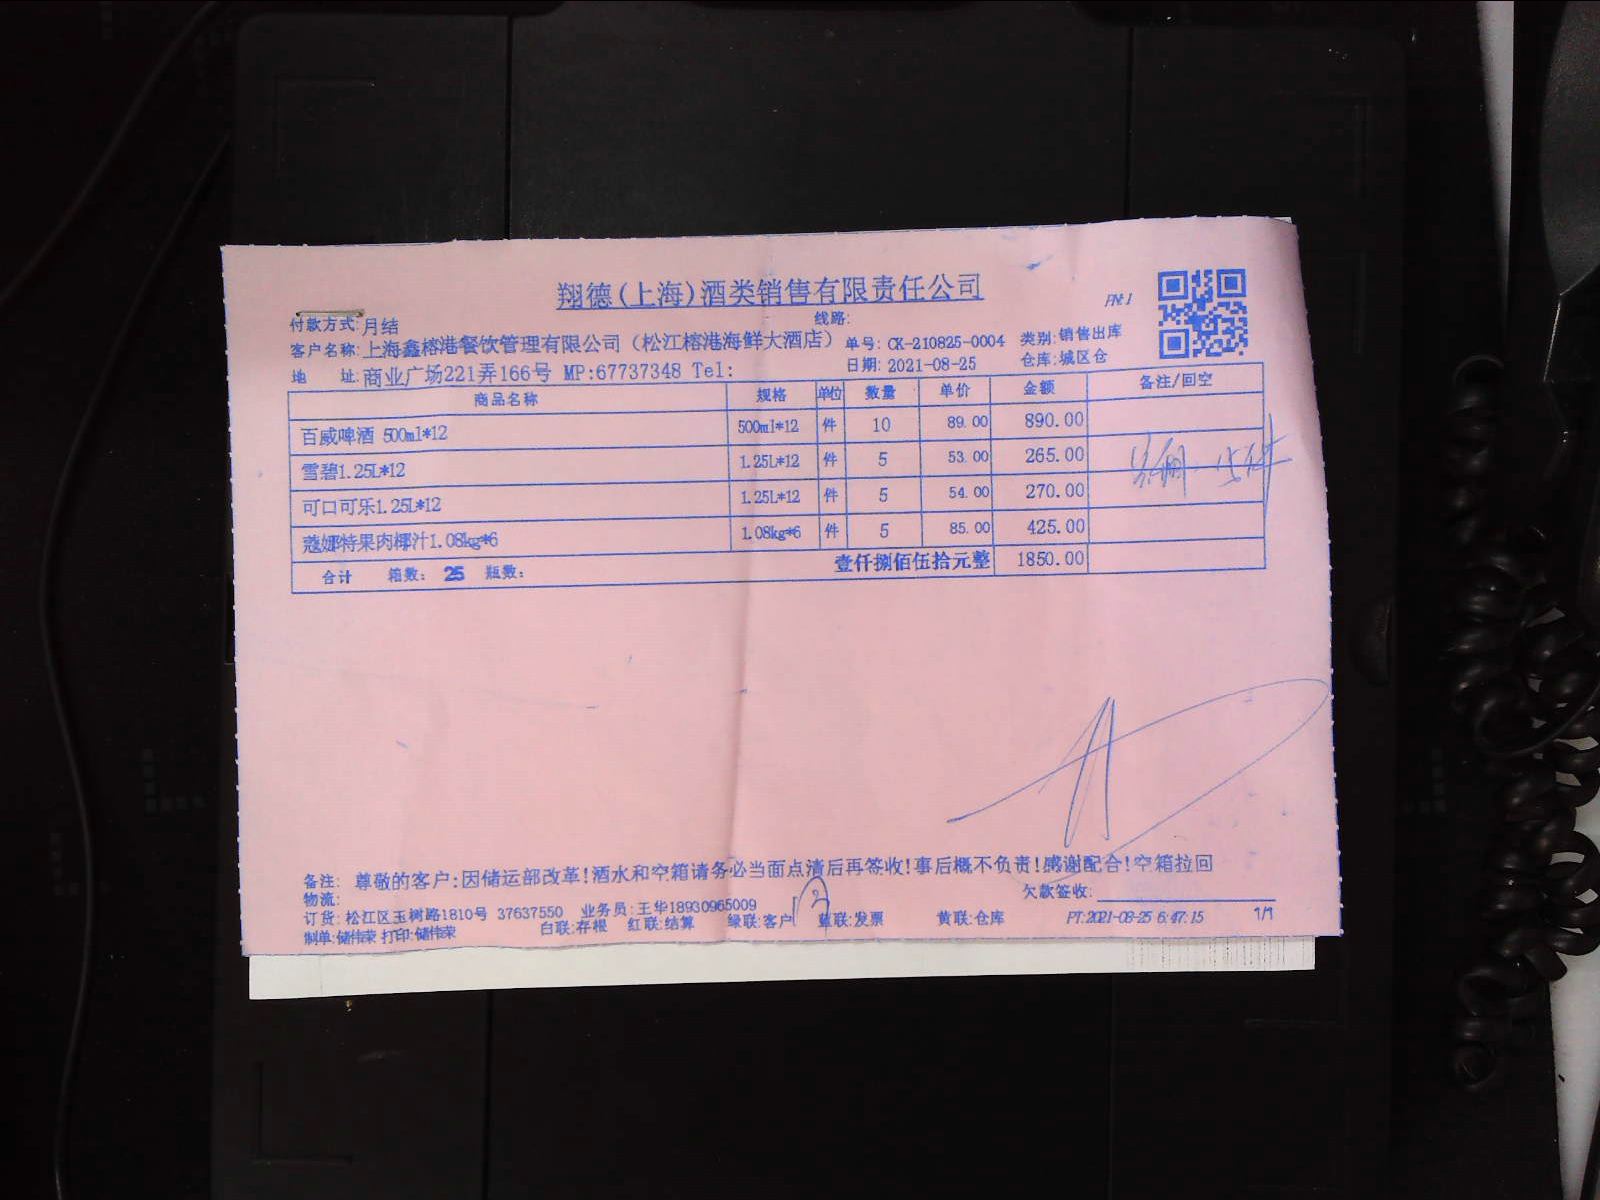 翔德(上海)酒类销售有限责任公司
付款方式:月结
线路:
客户名称:上海鑫榕港餐饮管理有限公司(松江榕港海鲜大酒店)
单号:CK-210825-0004
类别:销售出库
地 址:商业广场221弄166号 MP:67737348 Tel:
日期:2021-08-25
仓库:城区仓
商品名称 规格 单位 数量 单价 金额 备注/回空
百威啤酒 500ml*12 500ml*12 件 10 89.00 890.00
雪碧1.25L*12 1.25L*12 件 5 53.00 265.00
可口可乐1.25L*12 1.25L*12 件 5 54.00 270.00
蔻娜特果肉椰汁1.08kg*6 1.08kg*6 件 5 85.00 425.00
合计 箱数: 25 瓶数: 壹仟捌佰伍拾元整 1850.00
备注: 尊敬的客户:因储运部改革!酒水和空箱请务必当面点清后再签收!事后概不负责!感谢配合!空箱拉回
物流:
欠款签收:
订货:松江区玉树路1810号 37637550 业务员:王华18930965009
制单:储伟荣 打印:储伟荣 白联:存根 红联:结算 绿联:客户 蓝联:发票 黄联:仓库 PT:2021-08-25 6:47:15 1/1